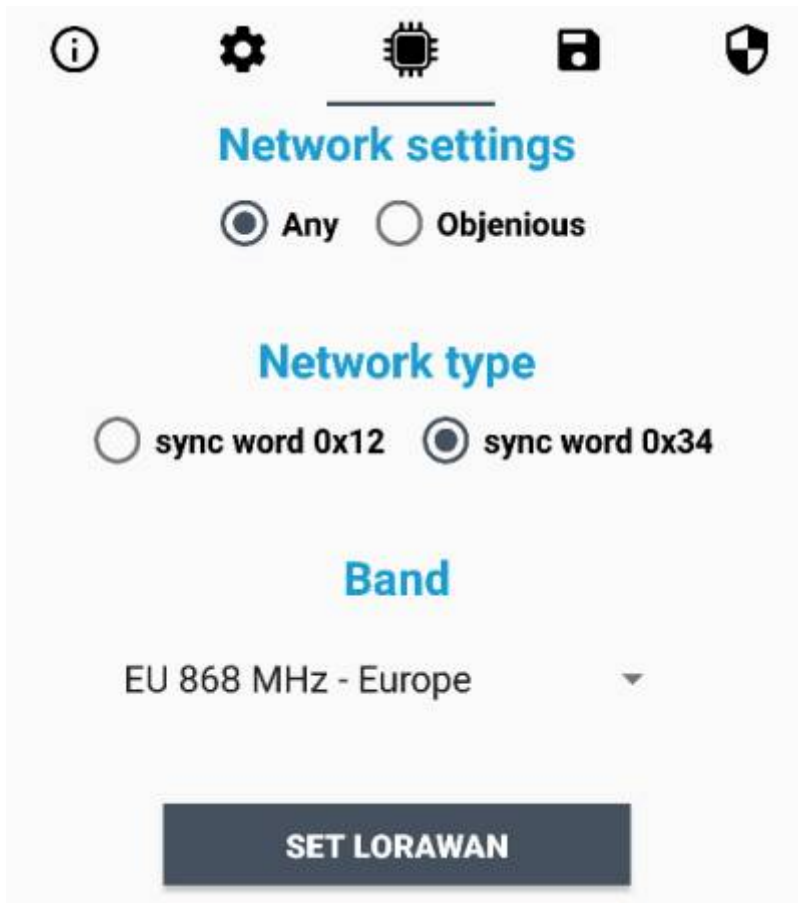 Network settings
Any Objenious
Network type
sync word 0x12 sync word 0x34
Band
EU 868 MHz - Europe
SET LORAWAN